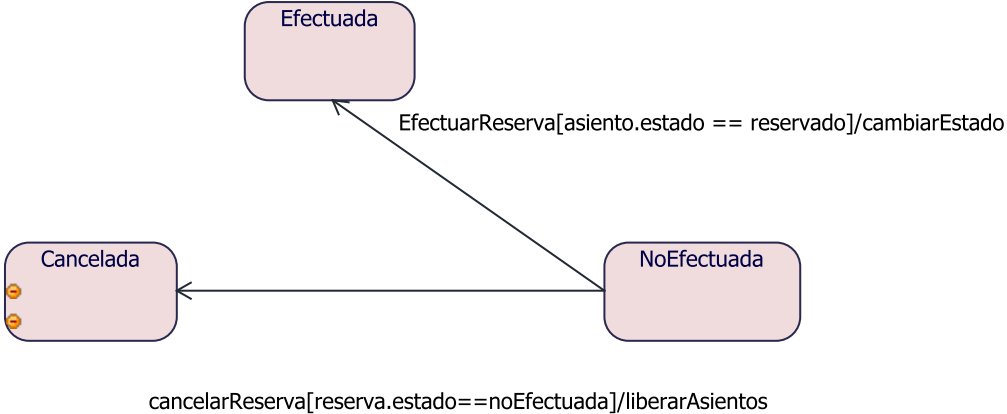 Efectuada
EfectuarReserva[asiento.estado == reservado]/cambiarEstado
Cancelada
NoEfectuada
cancelarReserva[reserva.estado==noEfectuada]/liberarAsientos